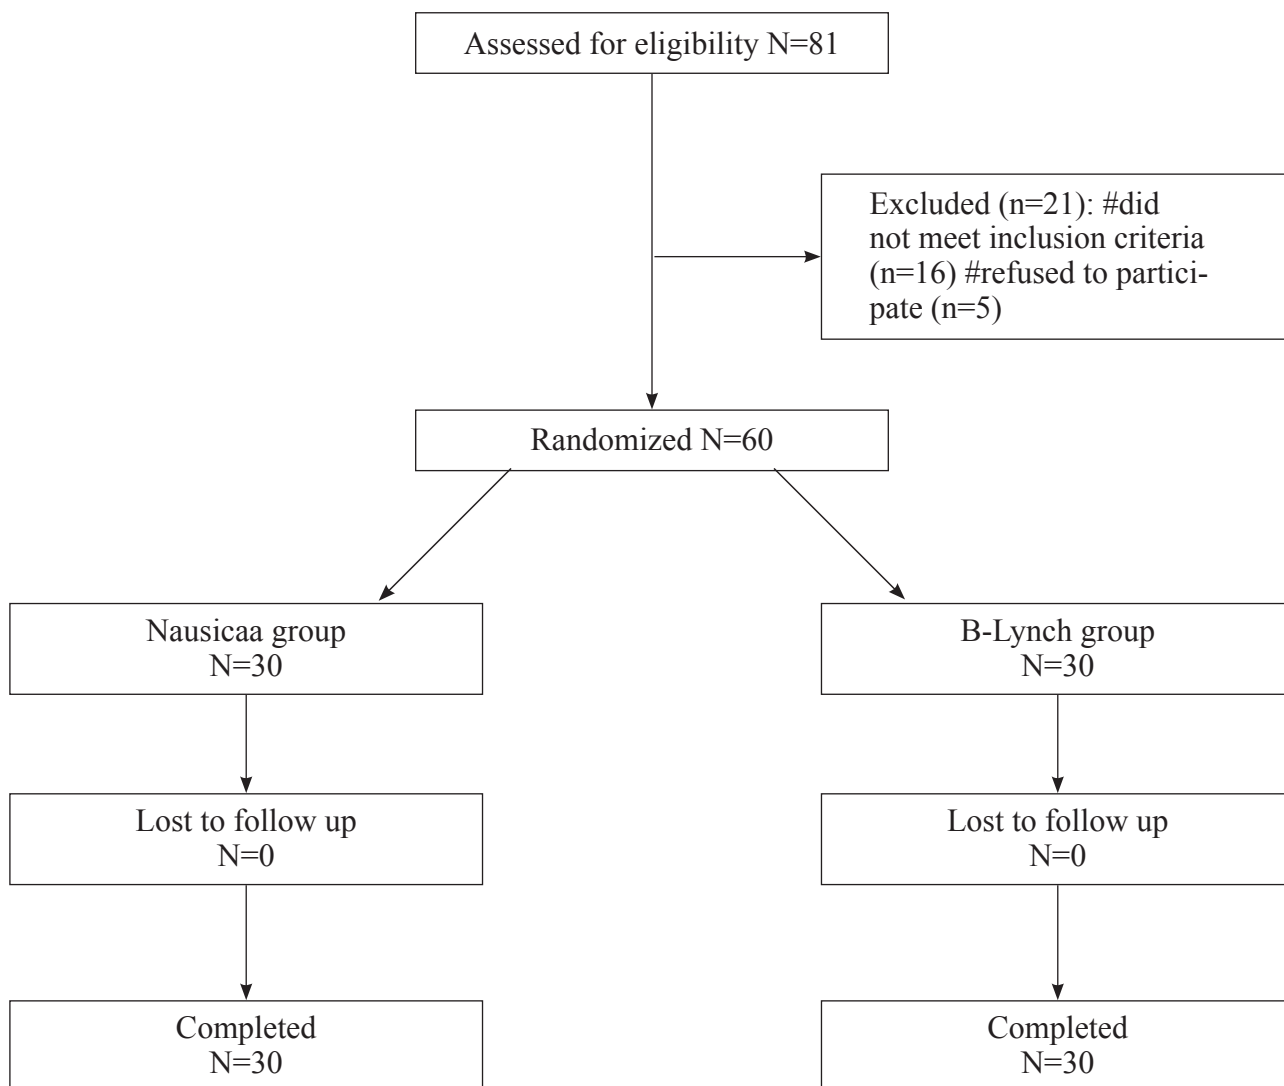 Assessed for eligibility N=81
Excluded (n=21): #did
not meet inclusion criteria
(n=16) #refused to partici-
pate (n=5)
Randomized N=60
Nausicaa group
N=30
B-Lynch group
N=30
Lost to follow up
N=0
Lost to follow up
N=0
Completed
N=30
Completed
N=30